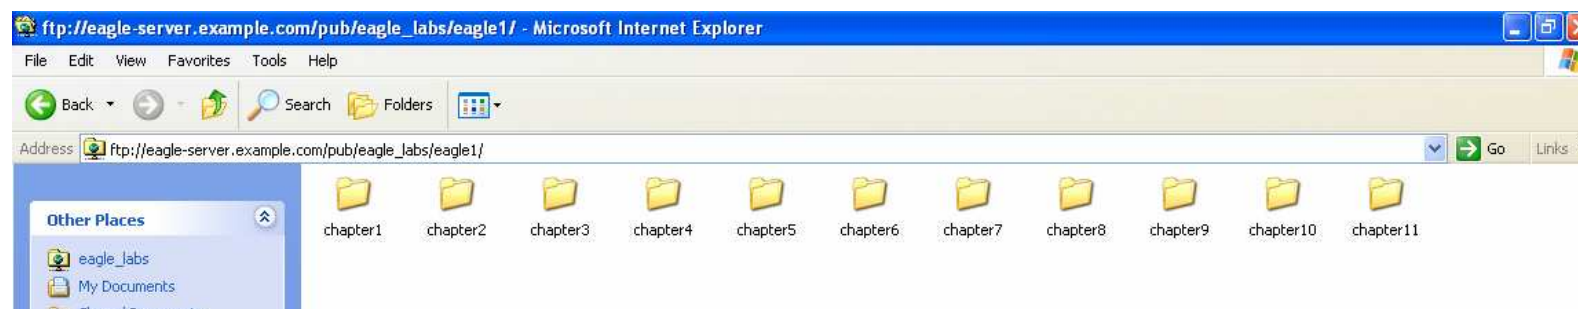 ftp://eagle-server.example.com/pub/eagle_labs/eagle1/ - Microsoft Internet Explorer
File Edit View Favorites Tools Help
Back Search Folders
Address ftp://eagle-server.example.com/pub/eagle_labs/eagle1/ Go Links
Other Places
chapter1 chapter2 chapter3 chapter4 chapter5 chapter6 chapter7 chapter8 chapter9 chapter10 chapter11
eagle_labs
My Documents